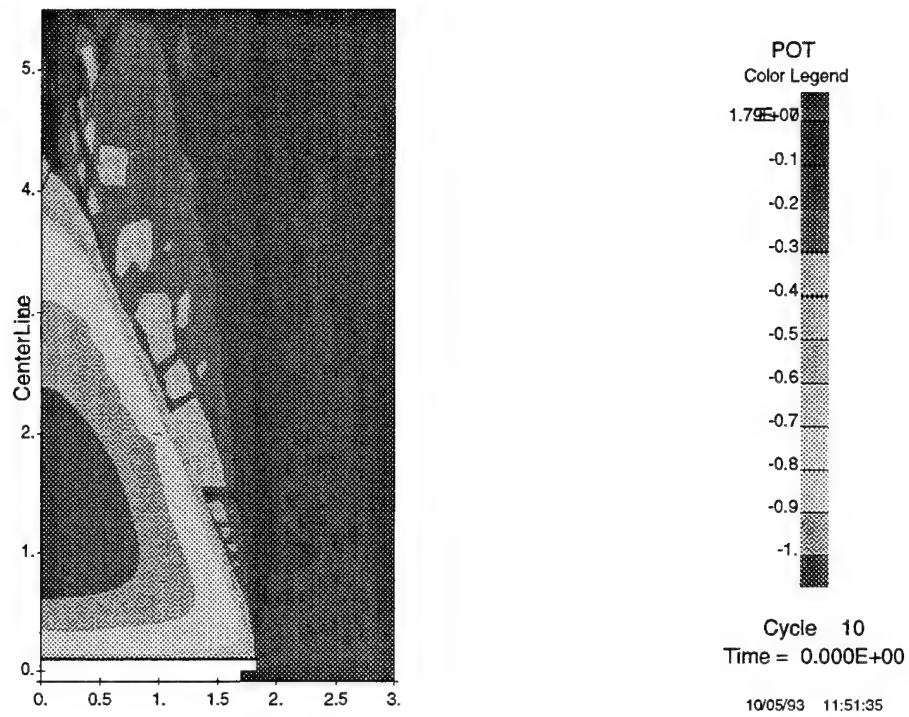 POT
Color Legend
-0.1
-0.2
-0.3
-0.4
-0.5
-0.6
-0.7
-0.8
-0.9
-1.
5.
4.
3.
2.
1.
0.
CenterLine
0. 0.5 1. 1.5 2. 2.5 3.
Cycle 10
Time = 0.000E+00
10/05/93 11:51:35